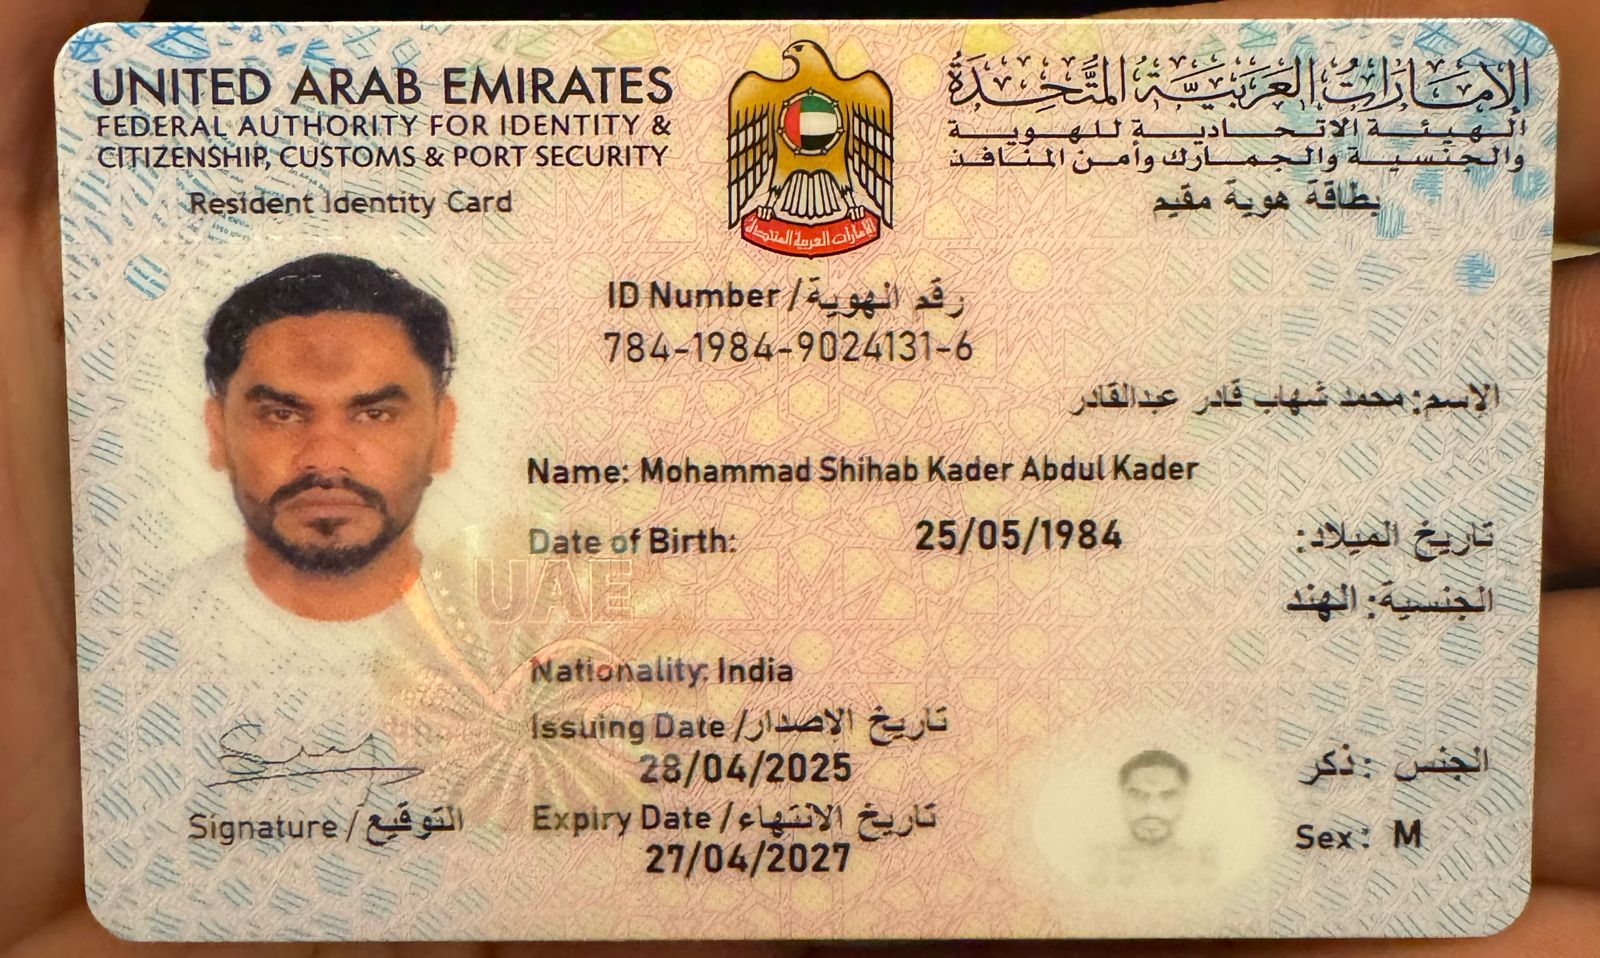 UNITED ARAB EMIRATES
FEDERAL AUTHORITY FOR IDENTITY &
CITIZENSHIP, CUSTOMS & PORT SECURITY
Resident Identity Card
الإمارات العربية المتحدة
الهيئة الاتحادية للهوية
والجنسية والجمارك وأمن المنافذ
بطاقة هوية مقيم
الإمارات العربية المتحدة
ID Number / رقم الهوية
784-1984-9024131-6
الاسم: محمد شهاب قادر عبدالقادر
Name: Mohammad Shihab Kader Abdul Kader
Date of Birth: 25/05/1984 تاريخ الميلاد:
الجنسية: الهند
UAE
Nationality: India
Issuing Date / تاريخ الاصدار
28/04/2025
الجنس : ذكر
Expiry Date / تاريخ الانتهاء
27/04/2027
Sex: M
Signature / التوقيع